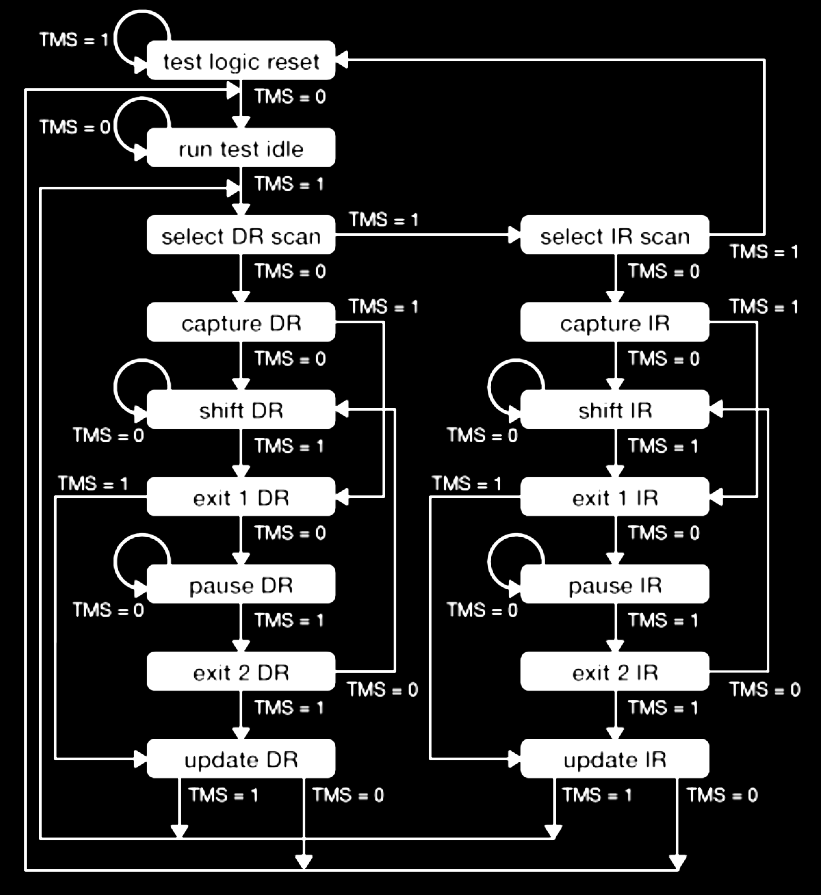 TMS = 1
test logic reset
TMS = 0
TMS = 0
run test idle
TMS = 1
select DR scan
TMS = 1
select IR scan
TMS = 1
TMS = 0
TMS = 0
capture DR
TMS = 1
capture IR
TMS = 1
TMS = 0
TMS = 0
shift DR
shift IR
TMS = 0
TMS = 1
TMS = 0
TMS = 1
TMS = 1
exit 1 DR
TMS = 1
exit 1 IR
TMS = 0
TMS = 0
pause DR
pause IR
TMS = 0
TMS = 1
TMS = 0
TMS = 1
exit 2 DR
TMS = 0
exit 2 IR
TMS = 0
TMS = 1
TMS = 1
update DR
update IR
TMS = 1
TMS = 0
TMS = 1
TMS = 0